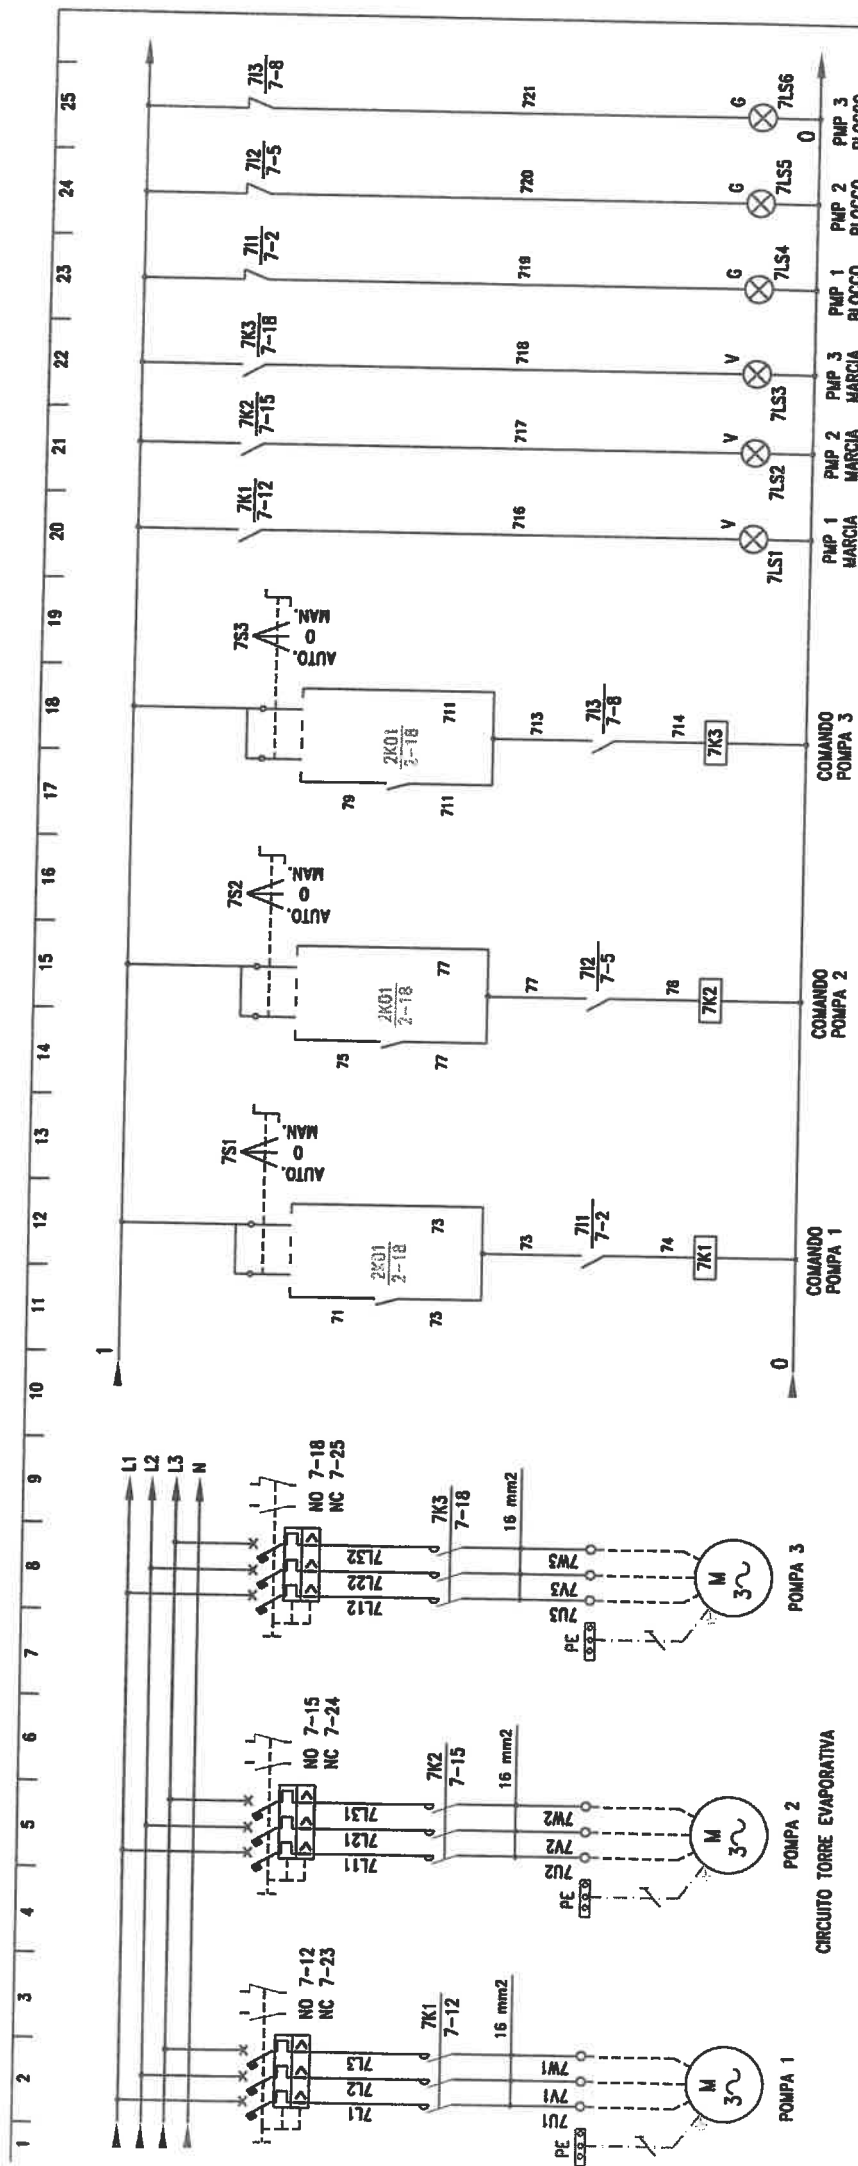 1 2 3 4 5 6 7 8 9 10 11 12 13 14 15 16 17 18 19 20 21 22 23 24 25
L1
L2
L3
N
NO 7-12
NC 7-23
7L1 7L2 7L3
7K1
7-12
16 mm2
7U1 7V1 7W1
PE
M
3~
POMPA 1
NO 7-15
NC 7-24
7L11 7L21 7L31
7K2
7-15
16 mm2
7U2 7V2 7W2
PE
M
3~
POMPA 2
CIRCUITO TORRE EVAPORATIVA
NO 7-18
NC 7-25
7L12 7L22 7L32
7K3
7-18
16 mm2
7U3 7V3 7W3
PE
M
3~
POMPA 3
1
0
7S1
AUTO. 0 MAN.
71
2K01
2-18
73
73
73
7I1
7-2
74
7K1
COMANDO
POMPA 1
7S2
AUTO. 0 MAN.
75
2K01
2-18
77
77
77
7I2
7-5
78
7K2
COMANDO
POMPA 2
7S3
AUTO. 0 MAN.
79
2K01
2-18
711
711
713
7I3
7-8
714
7K3
COMANDO
POMPA 3
7K1
7-12
716
V
7LS1
PMP 1
MARCIA
7K2
7-15
717
V
7LS2
PMP 2
MARCIA
7K3
7-18
718
V
7LS3
PMP 3
MARCIA
7I1
7-2
719
G
7LS4
PMP 1
BLOCCO
7I2
7-5
720
G
7LS5
PMP 2
BLOCCO
7I3
7-8
721
G
7LS6
0
PMP 3
BLOCCO